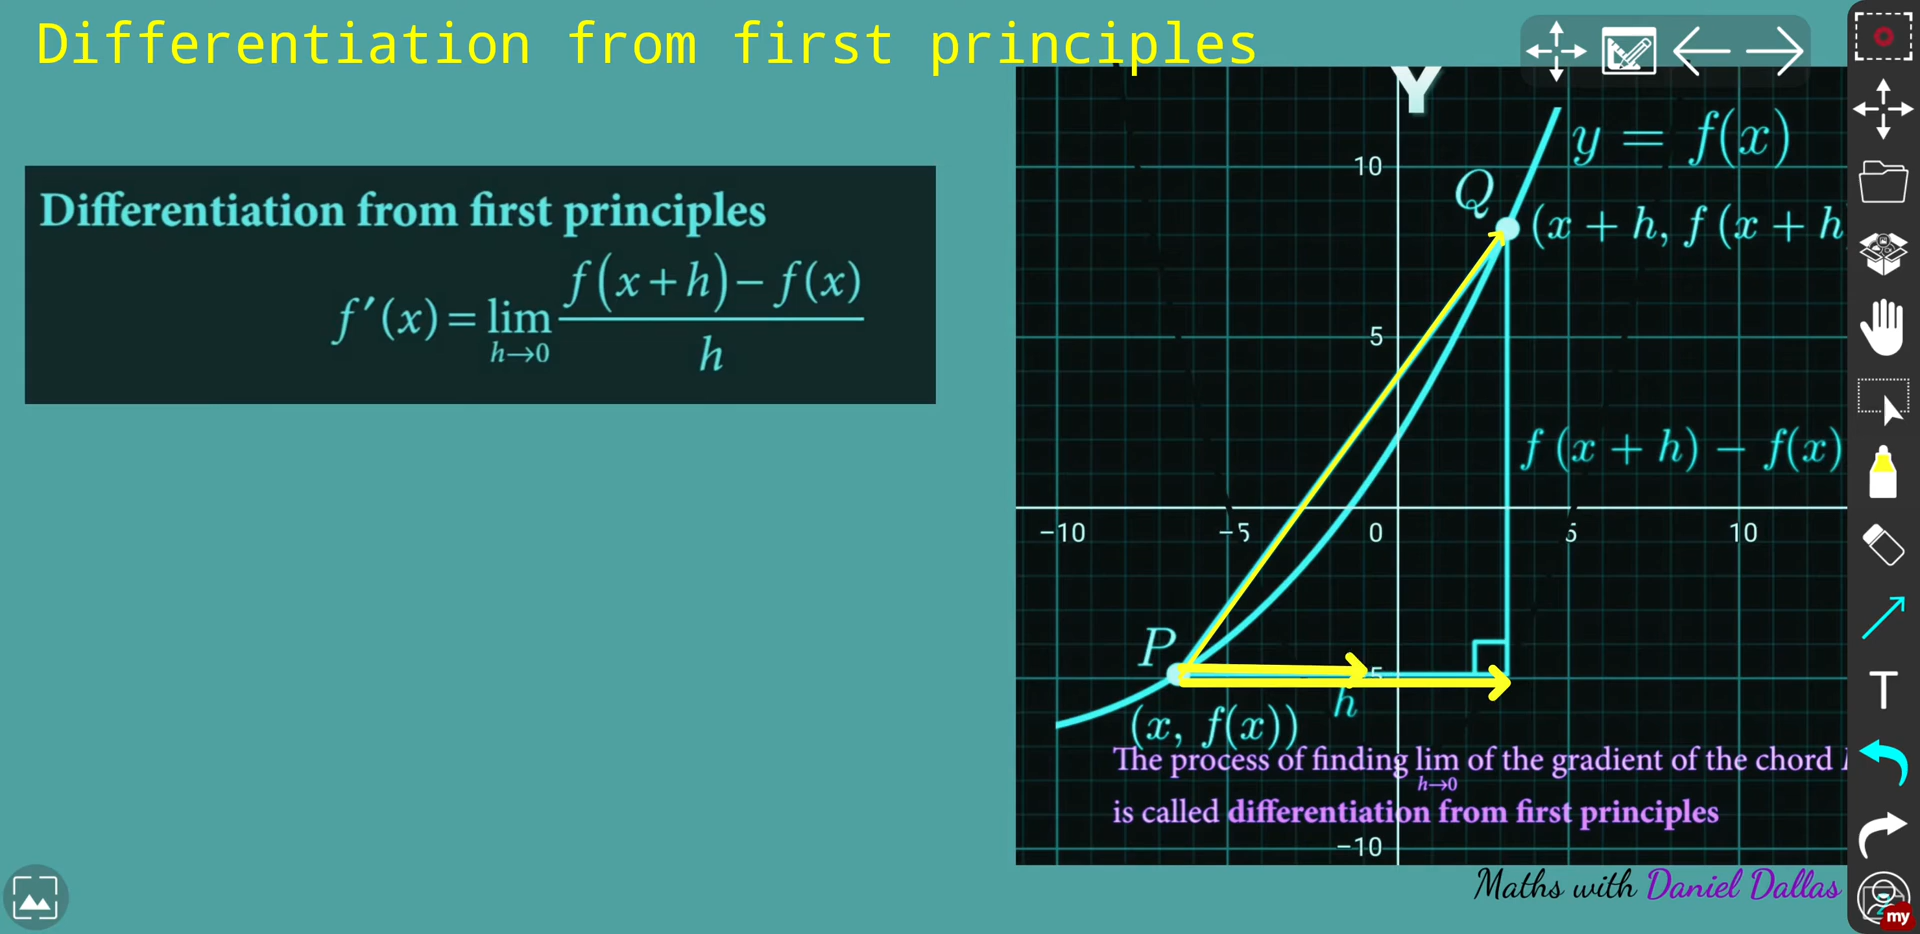 Differentiation from first principles
Differentiation from first principles
f′(x) = lim h→0 f(x+h) − f(x) / h
Y
y = f(x)
10
Q
(x + h, f (x + h
5
f (x + h) − f(x)
−10 −5 0 5 10
P
h
(x, f(x))
The process of finding lim of the gradient of the chord
h→0
is called differentiation from first principles
−10
Maths with Daniel Dallas
T
my